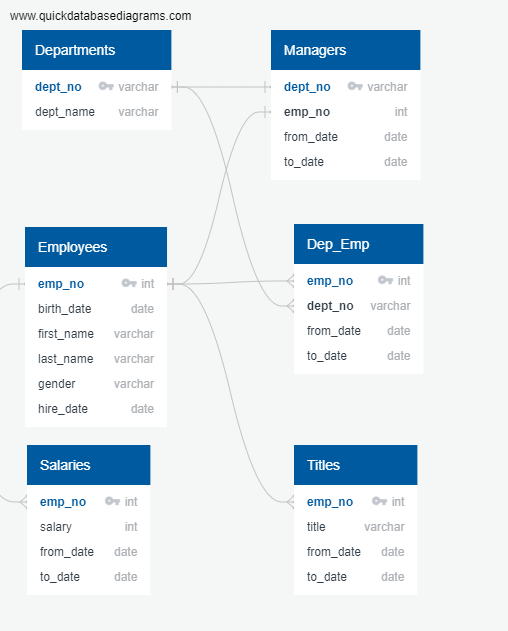 www.quickdatabasediagrams.com
Departments
dept_no varchar
dept_name varchar
Managers
dept_no varchar
emp_no int
from_date date
to_date date
Employees
emp_no int
birth_date date
first_name varchar
last_name varchar
gender varchar
hire_date date
Dep_Emp
emp_no int
dept_no varchar
from_date date
to_date date
Salaries
emp_no int
salary int
from_date date
to_date date
Titles
emp_no int
title varchar
from_date date
to_date date